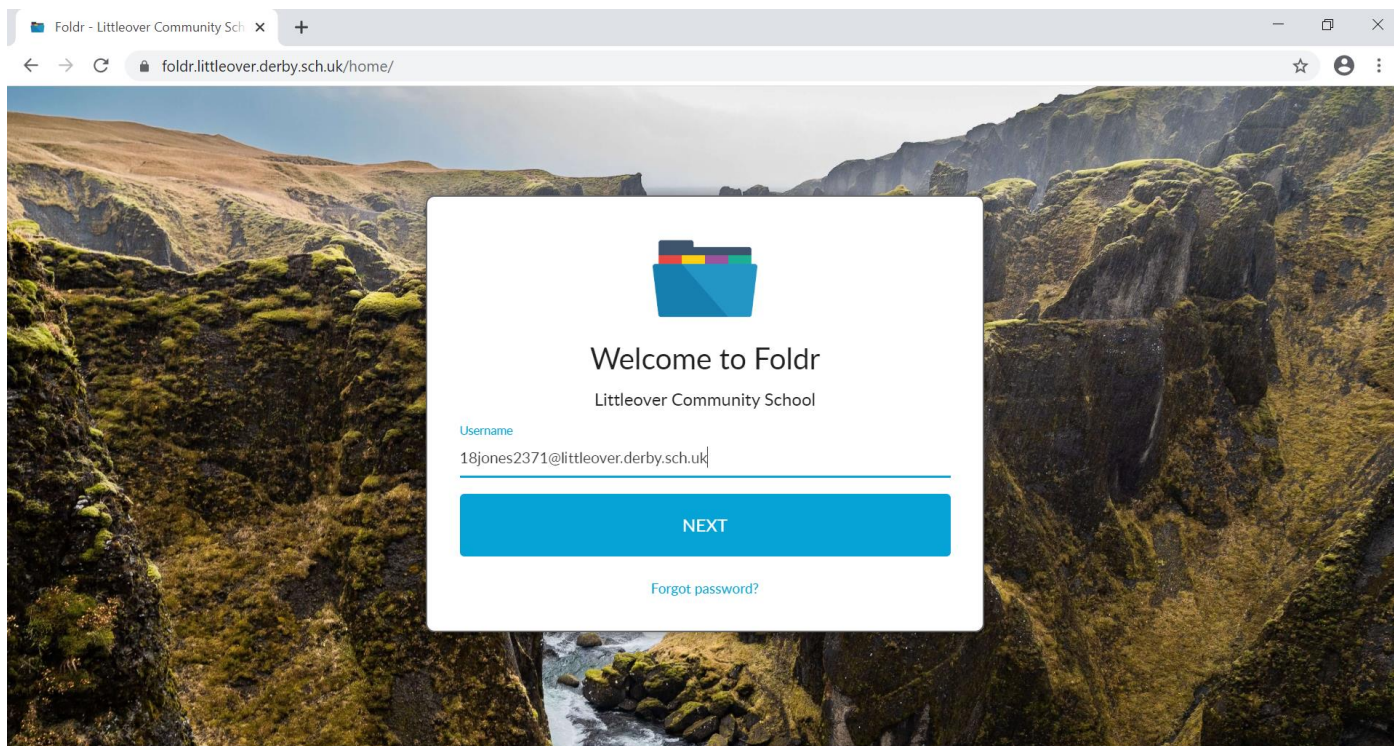 Foldr - Littleover Community Sch
foldr.littleover.derby.sch.uk/home/
Welcome to Foldr
Littleover Community School
Username
18jones2371@littleover.derby.sch.uk
NEXT
Forgot password?